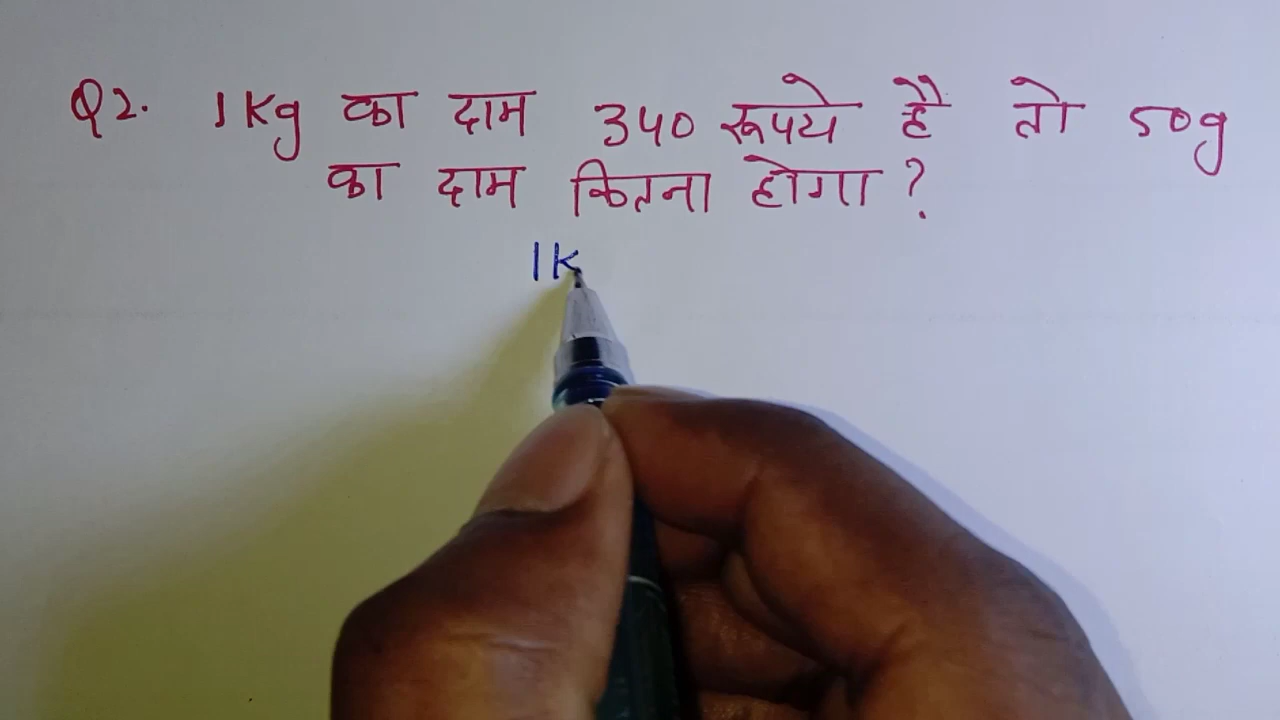 Q2. 1Kg का दाम 340 रूपये है तो 50g
का दाम कितना होगा?
1K